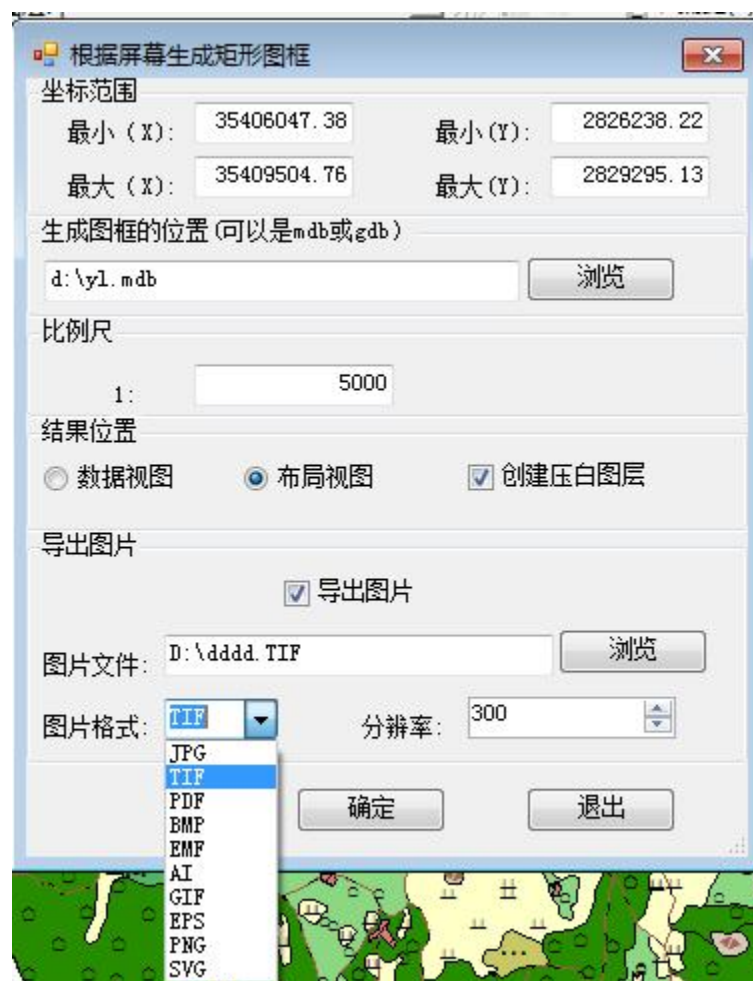 根据屏幕生成矩形图框
坐标范围
最小（X）: 35406047.38 最小(Y): 2826238.22
最大（X）: 35409504.76 最大(Y): 2829295.13
生成图框的位置(可以是mdb或gdb)
d:\yl.mdb 浏览
比例尺
1: 5000
结果位置
数据视图 布局视图 创建压白图层
导出图片
导出图片
图片文件: D:\dddd.TIF 浏览
图片格式: TIF 分辨率: 300
JPG
TIF
PDF
BMP
EMF
AI
GIF
EPS
PNG
SVG
确定 退出